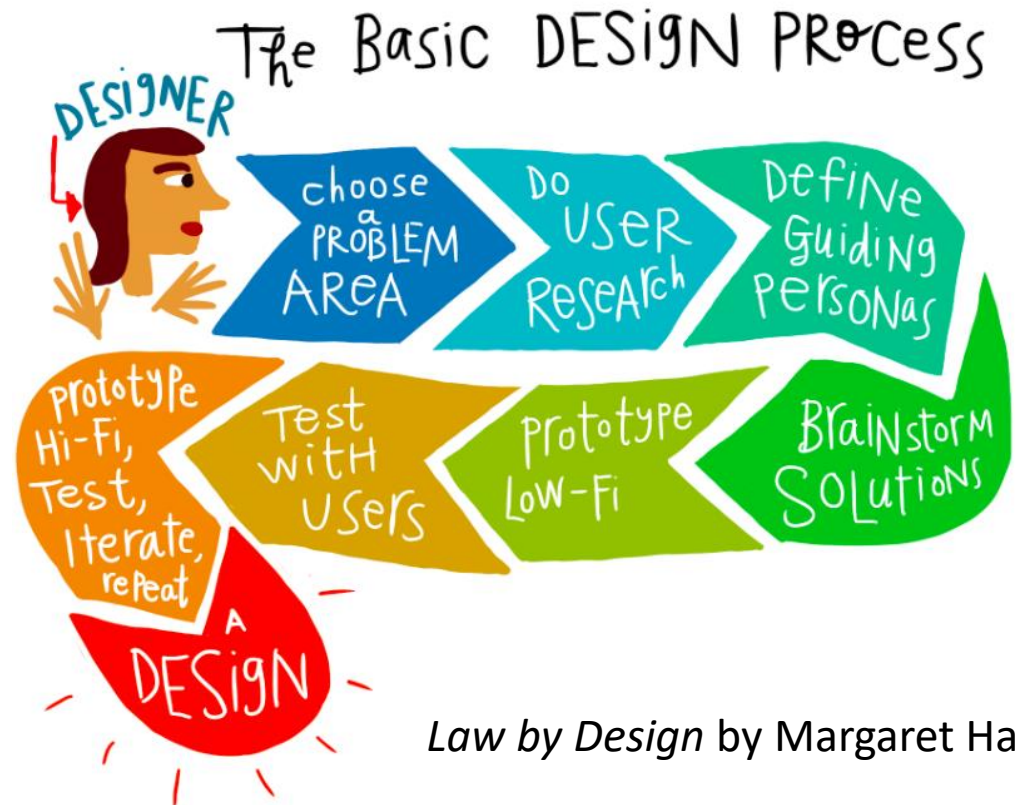 The Basic DESIGN PROCESS
DESIGNER
choose
a
PROBLEM
AREA
DO
USER
RESEARCH
DEFINE
GUIDING
PERSONAS
BRAINSTORM
SOLUTIONS
PROTOTYPE
LOW-Fi
TEST
WITH
USERS
PROTOTYPE
Hi-Fi,
TEST,
Iterate,
repeat
A
DESIGN
Law by Design by Margaret Ha